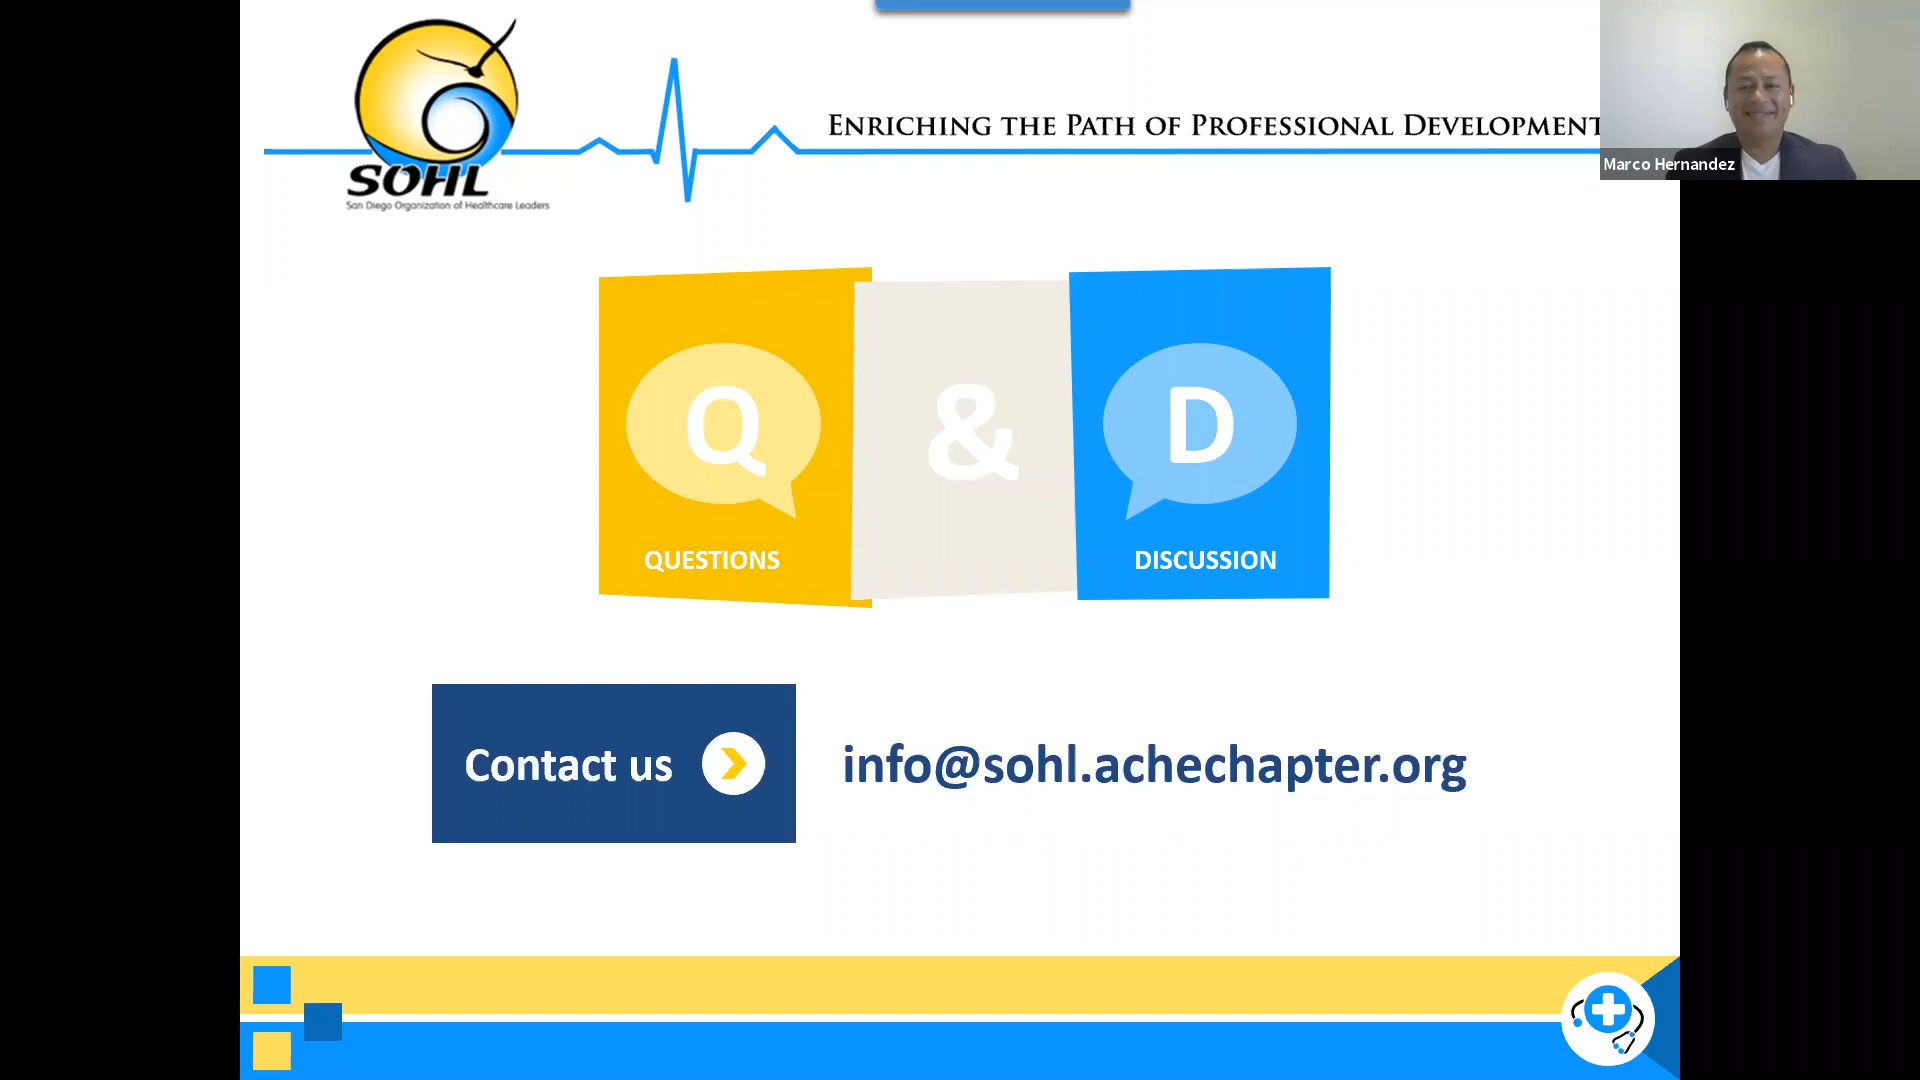 SOHL
San Diego Organization of Healthcare Leaders
ENRICHING THE PATH OF PROFESSIONAL DEVELOPMENT
Marco Hernandez
Q & D
QUESTIONS
DISCUSSION
Contact us
info@sohl.achechapter.org